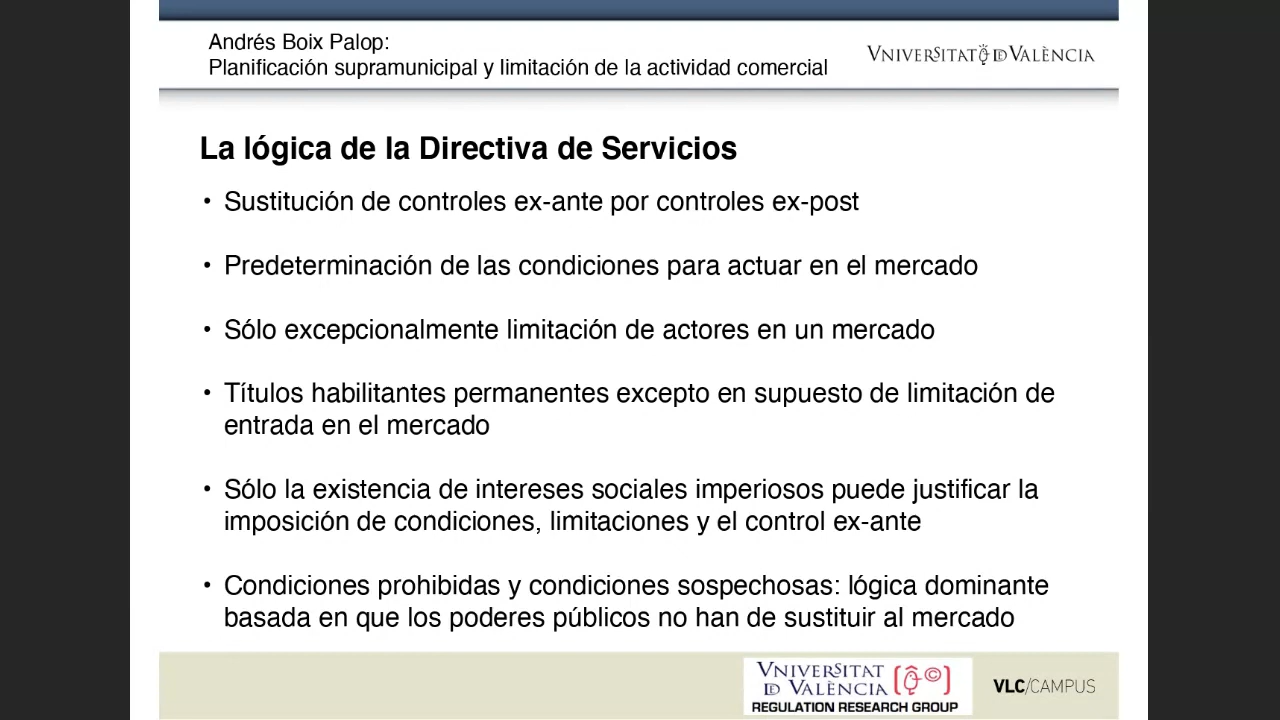 Andrés Boix Palop:
Planificación supramunicipal y limitación de la actividad comercial
VNIVERSITAT D VALÈNCIA
La lógica de la Directiva de Servicios
• Sustitución de controles ex-ante por controles ex-post
• Predeterminación de las condiciones para actuar en el mercado
• Sólo excepcionalmente limitación de actores en un mercado
• Títulos habilitantes permanentes excepto en supuesto de limitación de
entrada en el mercado
• Sólo la existencia de intereses sociales imperiosos puede justificar la
imposición de condiciones, limitaciones y el control ex-ante
• Condiciones prohibidas y condiciones sospechosas: lógica dominante
basada en que los poderes públicos no han de sustituir al mercado
VNIVERSITAT
D VALÈNCIA
REGULATION RESEARCH GROUP
VLC/CAMPUS